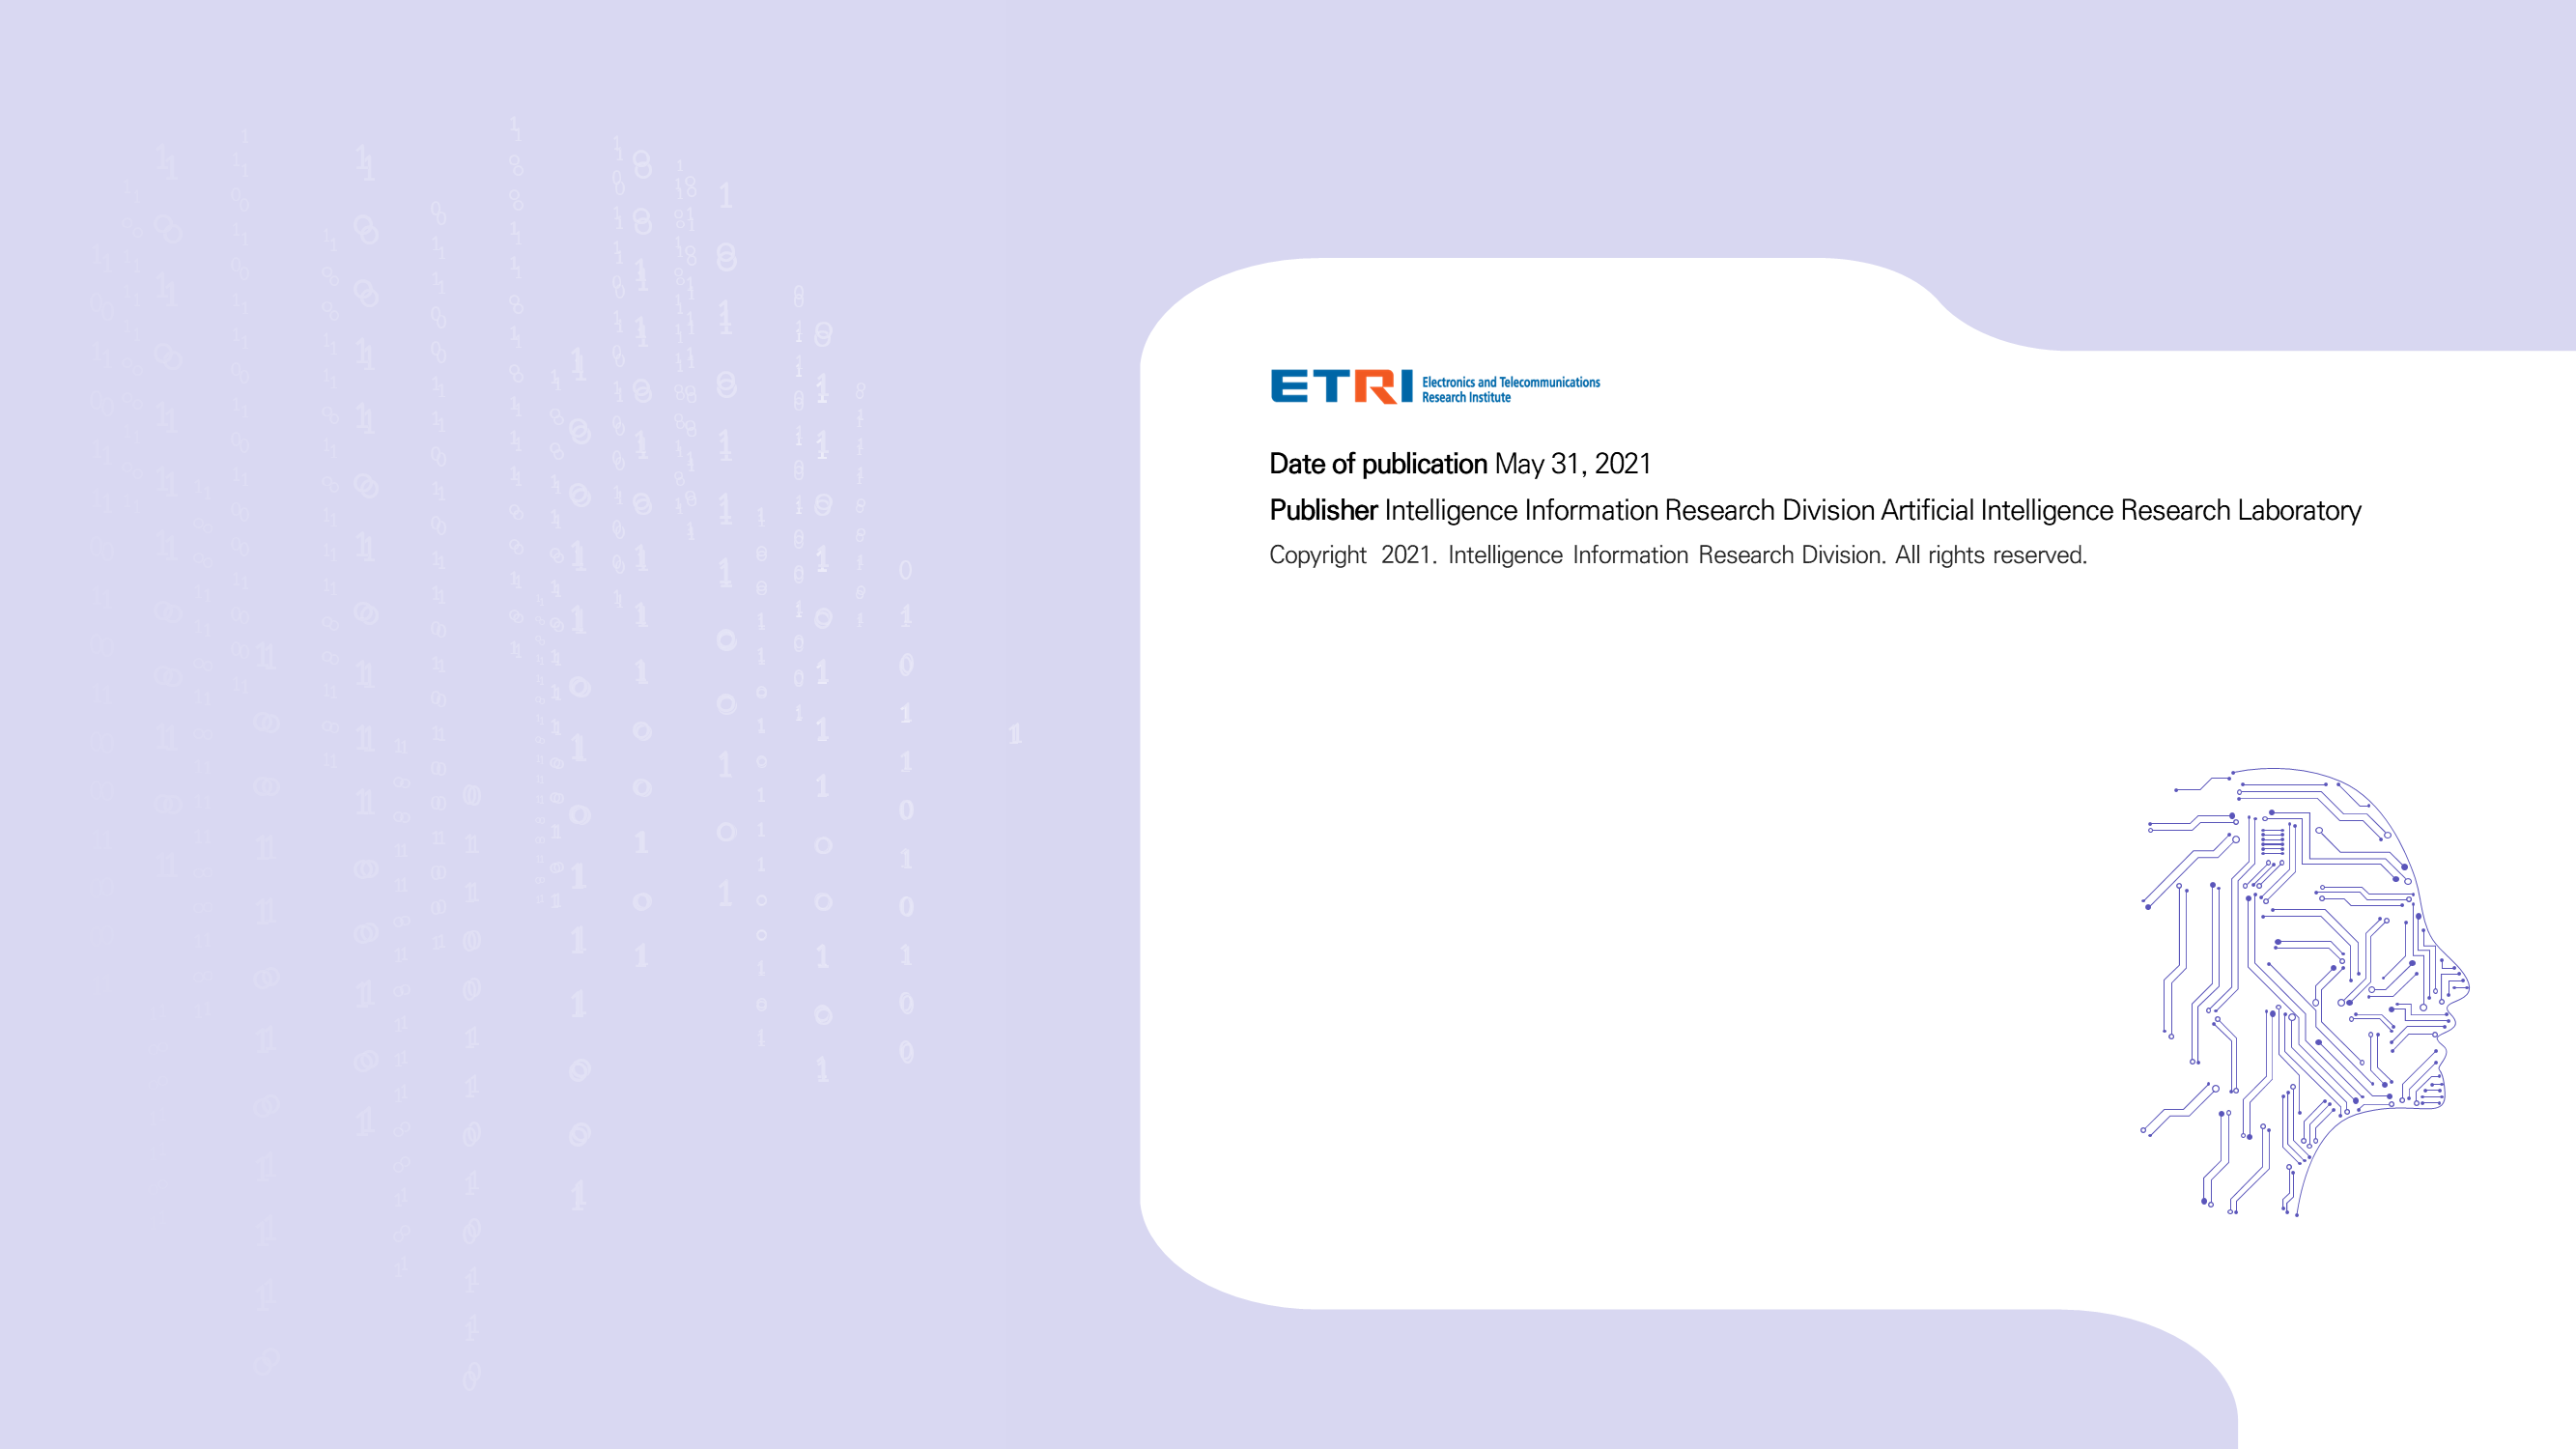 ETRI Electronics and Telecommunications
Research Institute
Date of publication May 31, 2021
Publisher Intelligence Information Research Division Artificial Intelligence Research Laboratory
Copyright 2021. Intelligence Information Research Division. All rights reserved.